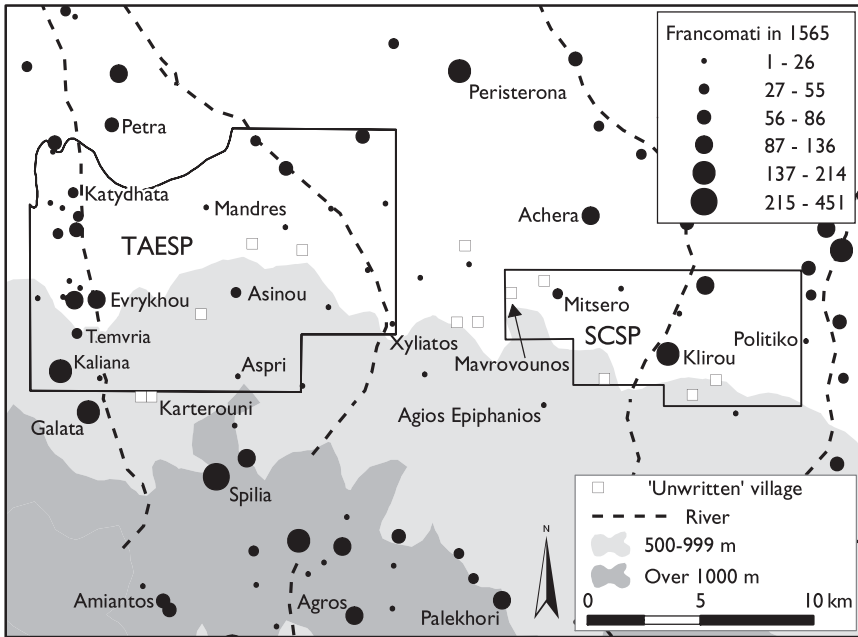 Francomati in 1565
1 - 26
27 - 55
56 - 86
87 - 136
137 - 214
215 - 451
Peristerona
Petra
Katydhata
Mandres
Achera
TAESP
Evrykhou
Asinou
Mitsero
Temvria
SCSP
Politiko
Xyliatos
Kaliana
Aspri
Mavrovounos
Klirou
Karterouni
Agios Epiphanios
Galata
Spilia
'Unwritten' village
River
500-999 m
Over 1000 m
N
0 5 10 km
Amiantos
Agros
Palekhori